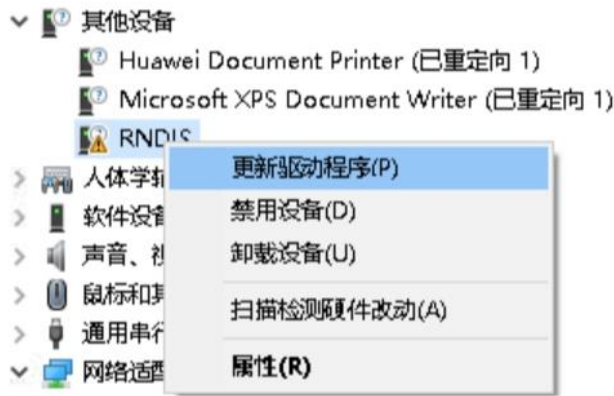 其他设备
Huawei Document Printer (已重定向 1)
Microsoft XPS Document Writer (已重定向 1)
RNDIS
更新驱动程序(P)
人体学
禁用设备(D)
软件设备
卸载设备(U)
声音、
鼠标和
扫描检测硬件改动(A)
通用串行
网络适配
属性(R)